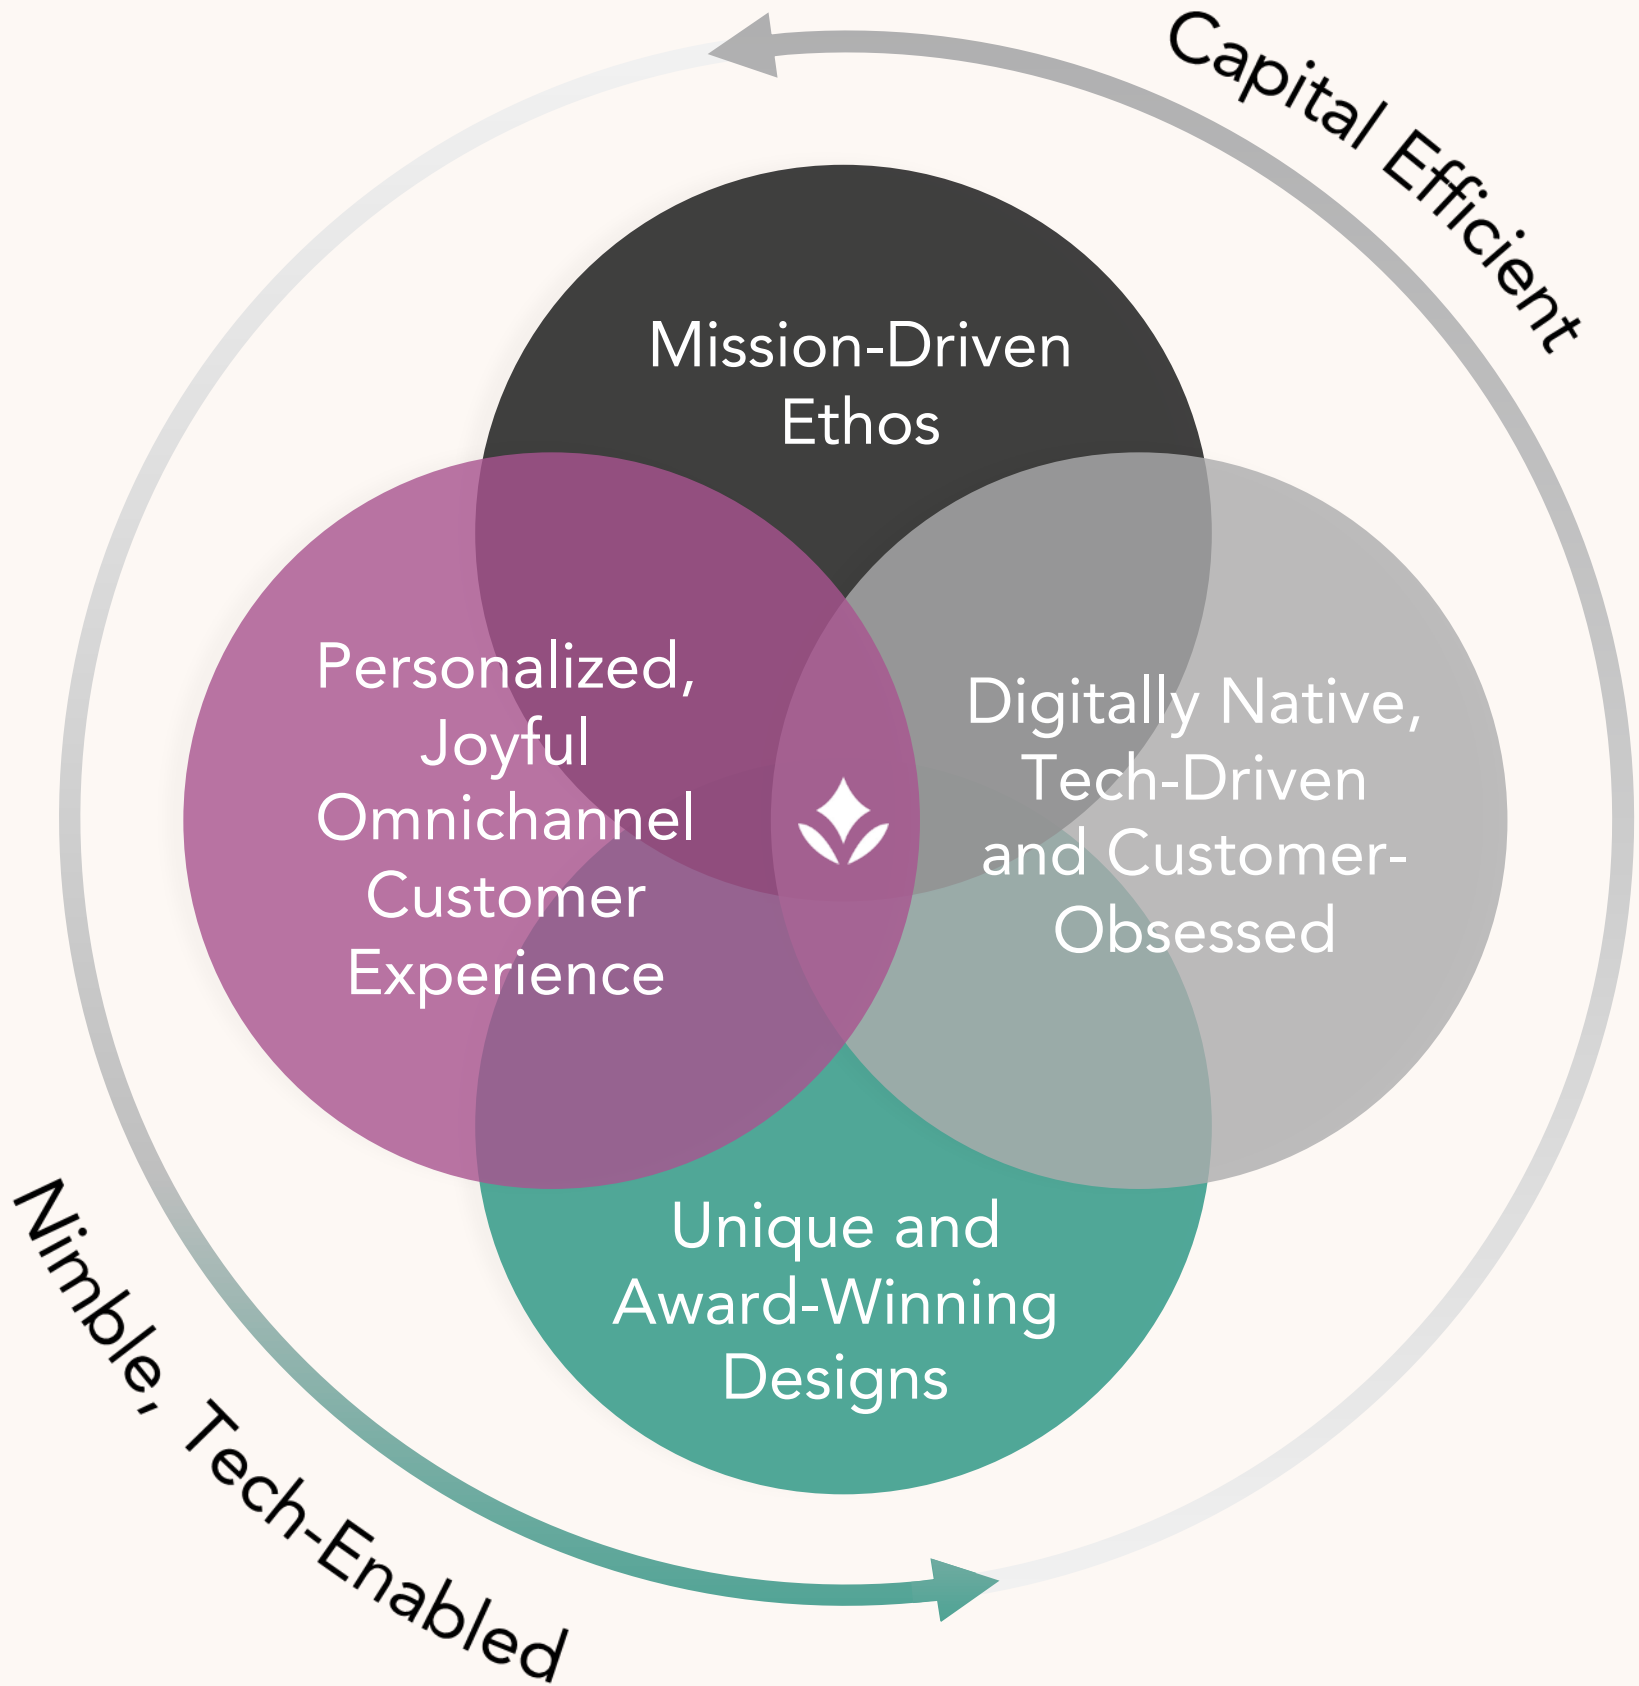 Capital Efficient
Mission-Driven
Ethos
Personalized,
Joyful
Omnichannel
Customer
Experience
Digitally Native,
Tech-Driven
and Customer-
Obsessed
Unique and
Award-Winning
Designs
Nimble, Tech-Enabled